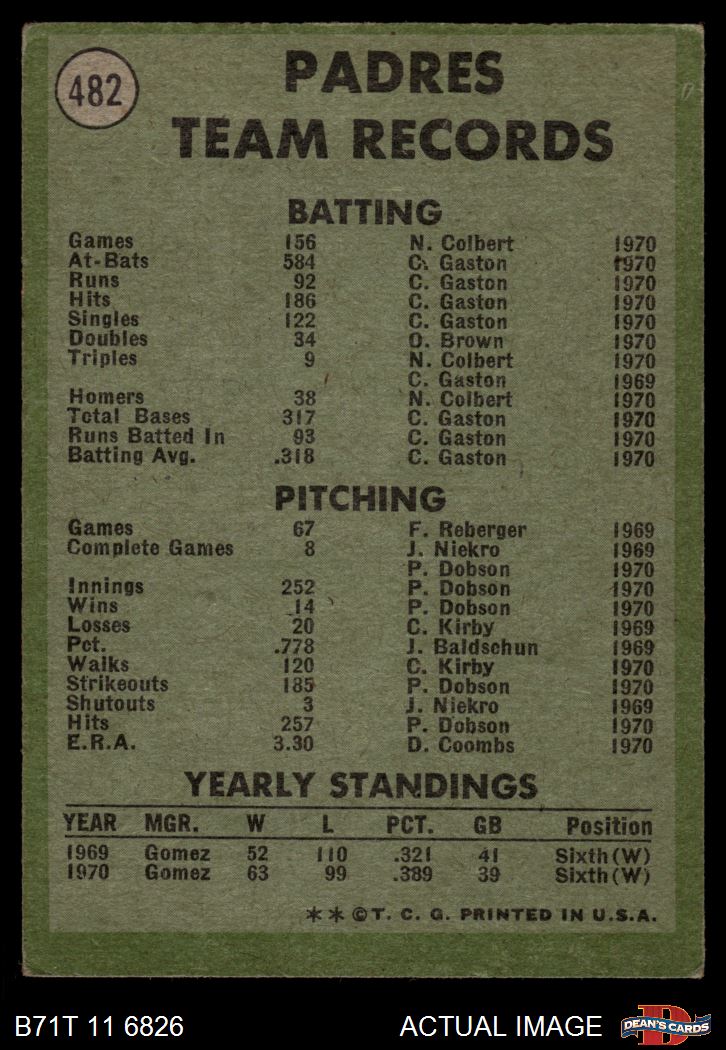 482
PADRES
TEAM RECORDS
BATTING
Games 156 N. Colbert 1970
At-Bats 584 C. Gaston 1970
Runs 92 C. Gaston 1970
Hits 186 C. Gaston 1970
Singles 122 C. Gaston 1970
Doubles 34 O. Brown 1970
Triples 9 N. Colbert 1970
C. Gaston 1969
Homers 38 N. Colbert 1970
Total Bases 317 C. Gaston 1970
Runs Batted In 93 C. Gaston 1970
Batting Avg. .318 C. Gaston 1970
PITCHING
Games 67 F. Reberger 1969
Complete Games 8 J. Niekro 1969
P. Dobson 1970
Innings 252 P. Dobson 1970
Wins 14 P. Dobson 1970
Losses 20 C. Kirby 1969
Pct. .778 J. Baldschun 1969
Walks 120 C. Kirby 1970
Strikeouts 185 P. Dobson 1970
Shutouts 3 J. Niekro 1969
Hits 257 P. Dobson 1970
E.R.A. 3.30 D. Coombs 1970
YEARLY STANDINGS
YEAR MGR. W L PCT. GB Position
1969 Gomez 52 110 .321 41 Sixth (W)
1970 Gomez 63 99 .389 39 Sixth (W)
** © T. C. G. PRINTED IN U.S.A.
B71T 11 6826 ACTUAL IMAGE D DEAN'S CARDS